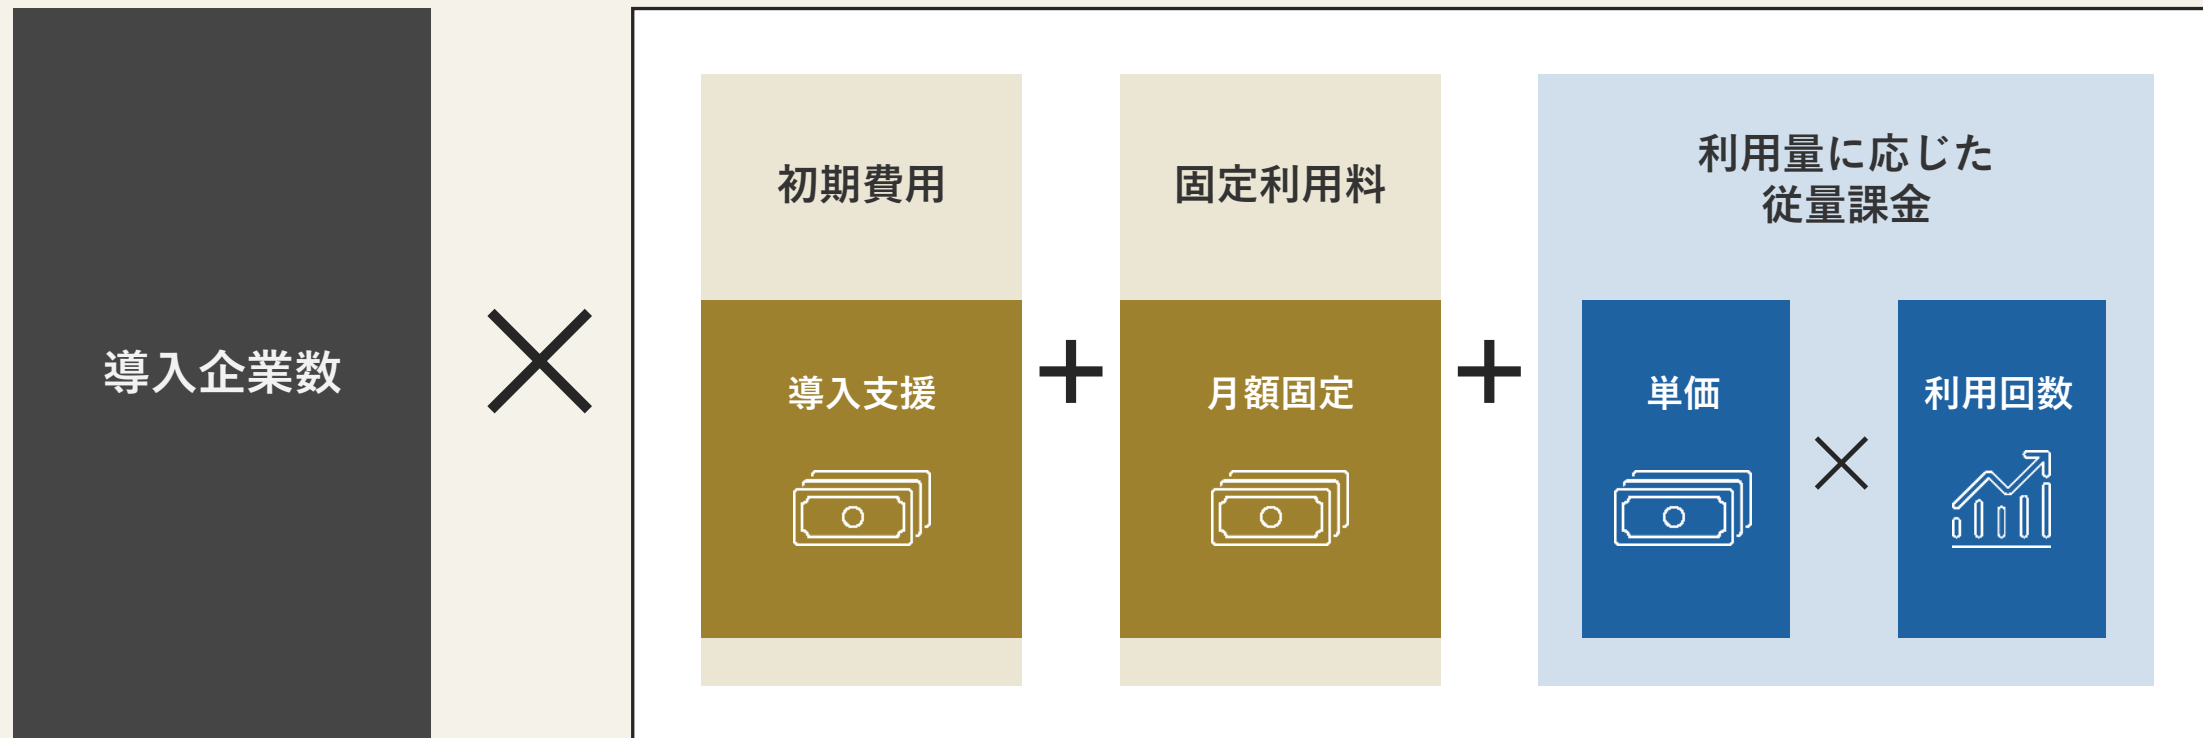 導入企業数
初期費用
導入支援
固定利用料
月額固定
利用量に応じた
従量課金
単価
利用回数